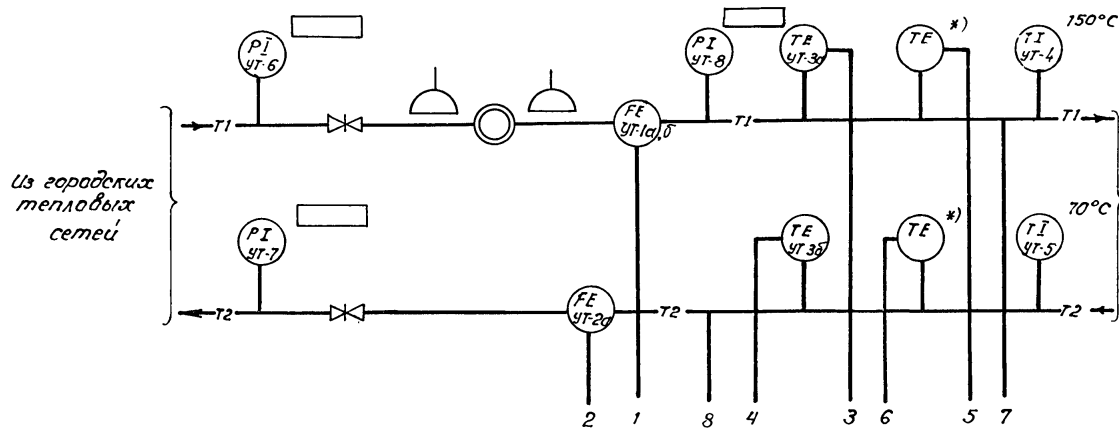 PI
УТ-6
PI
УТ-8
TE
УТ-3а
TE
*)
TI
УТ-4
150°C
T1
FE
УТ-1а,б
T1
T1
Из городских
тепловых
сетей
PI
УТ-7
TE
УТ-3б
TE
*)
TI
УТ-5
70°C
T2
FE
УТ-2а
T2
T2
2
1
8
4
3
6
5
7